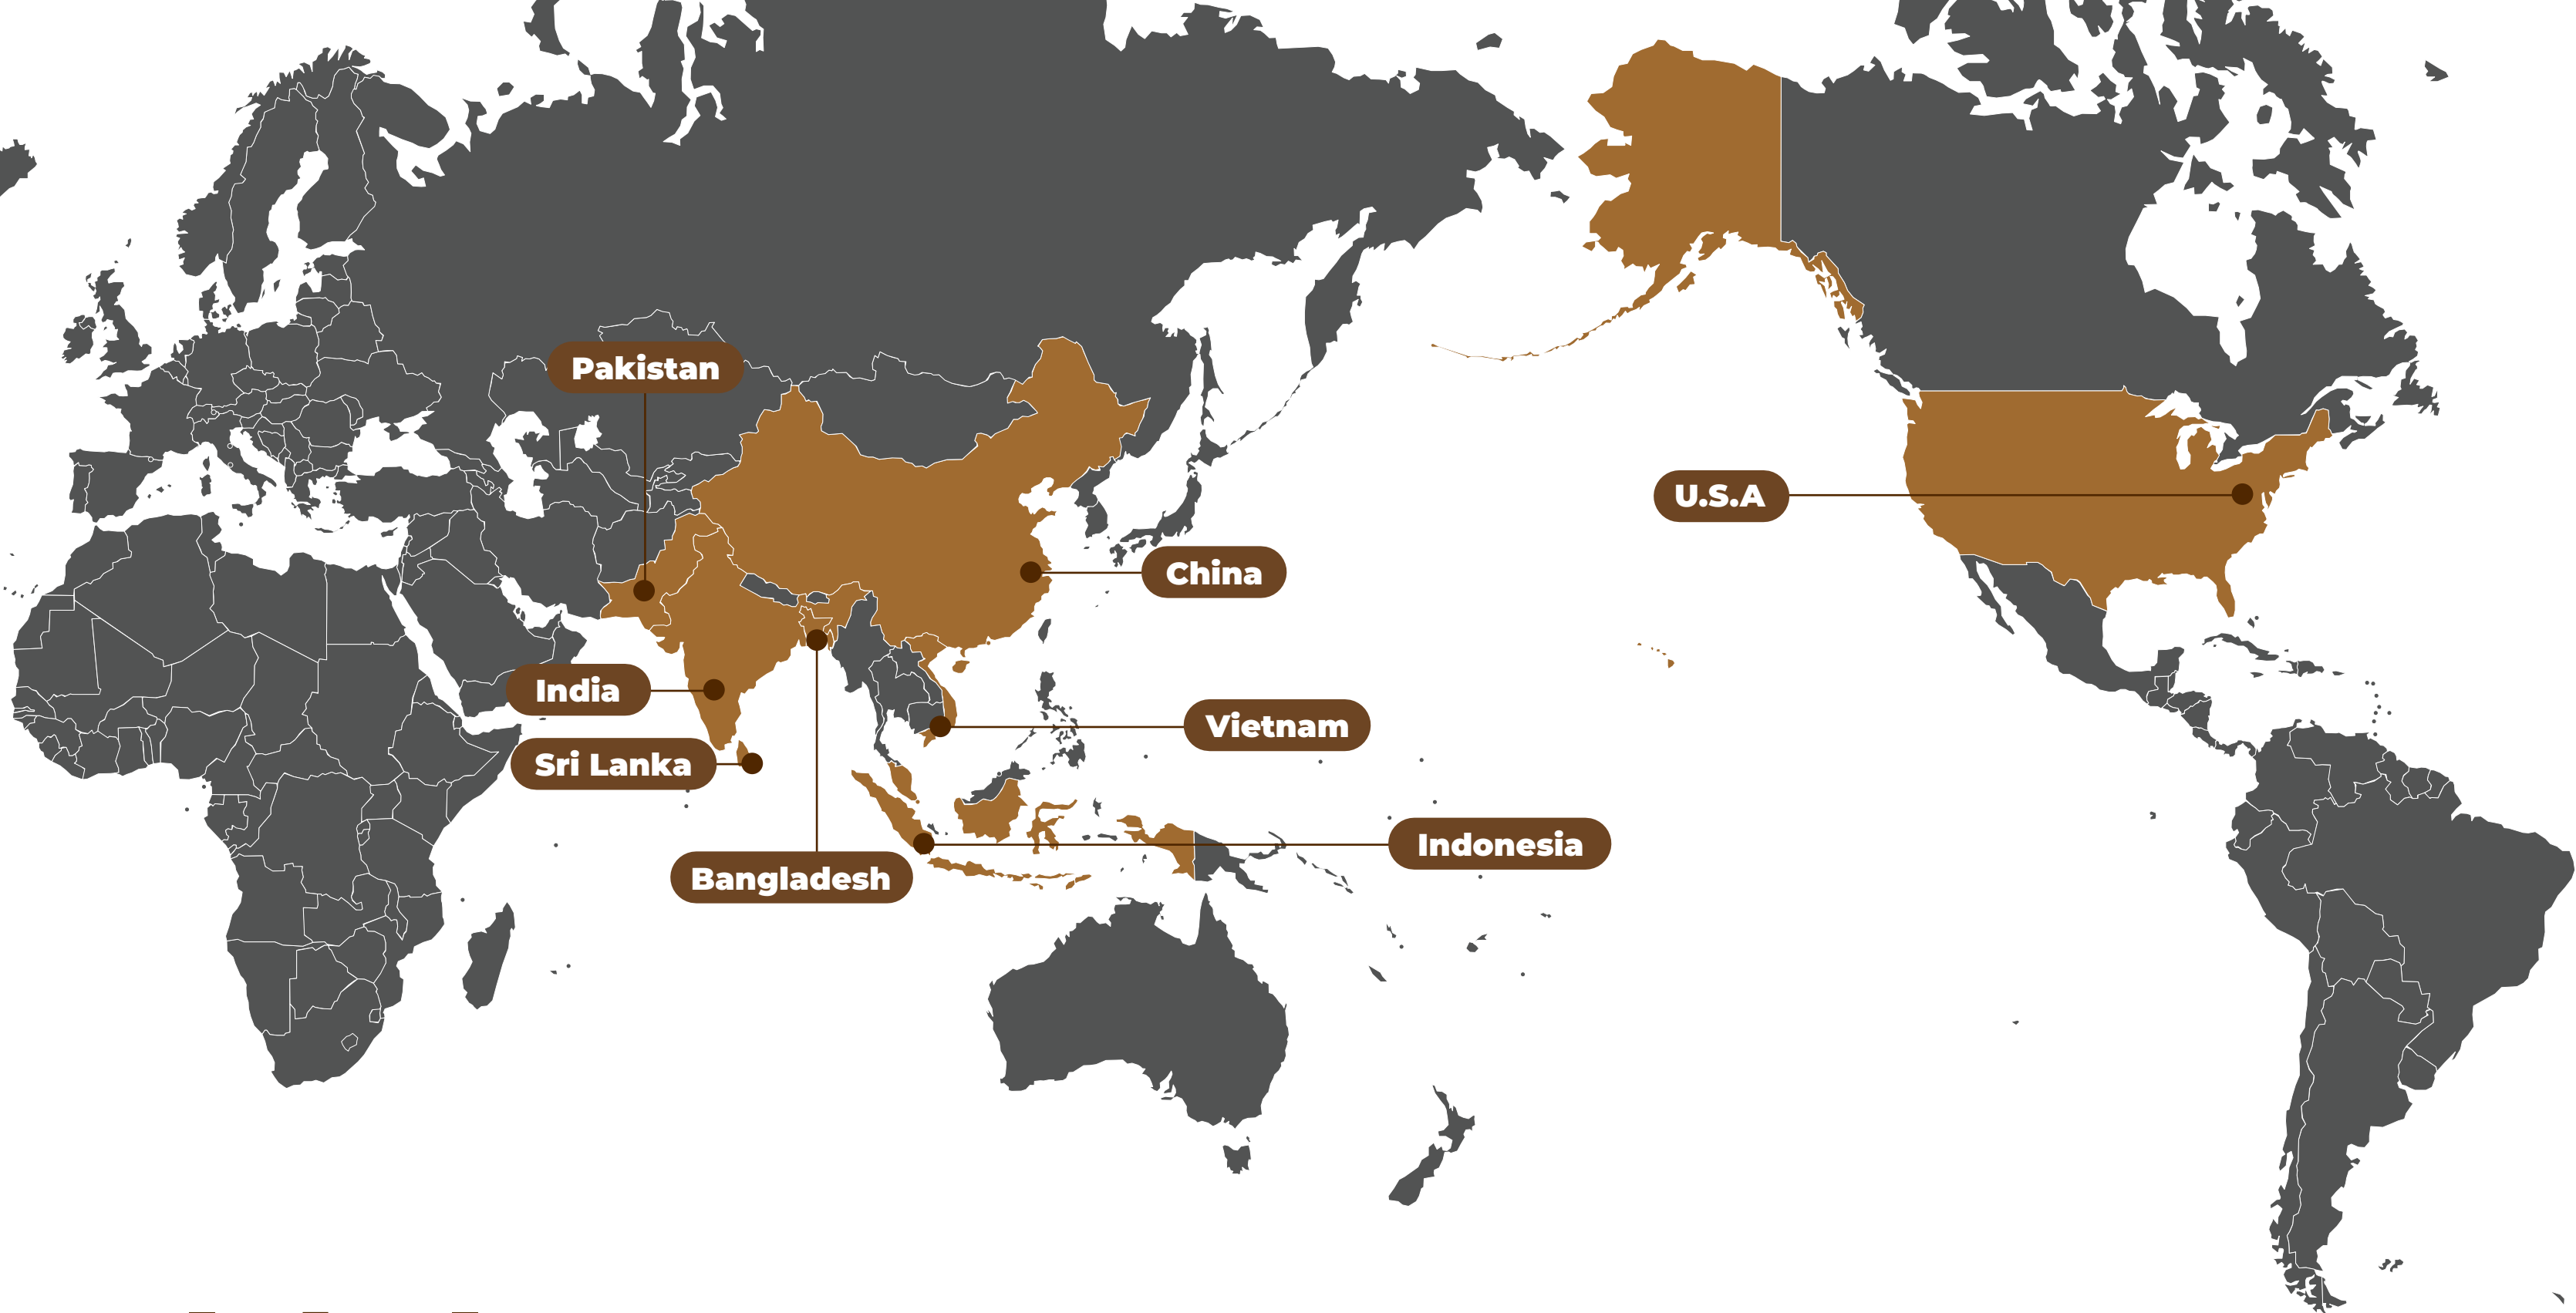 Pakistan
U.S.A
China
India
Vietnam
Sri Lanka
Indonesia
Bangladesh